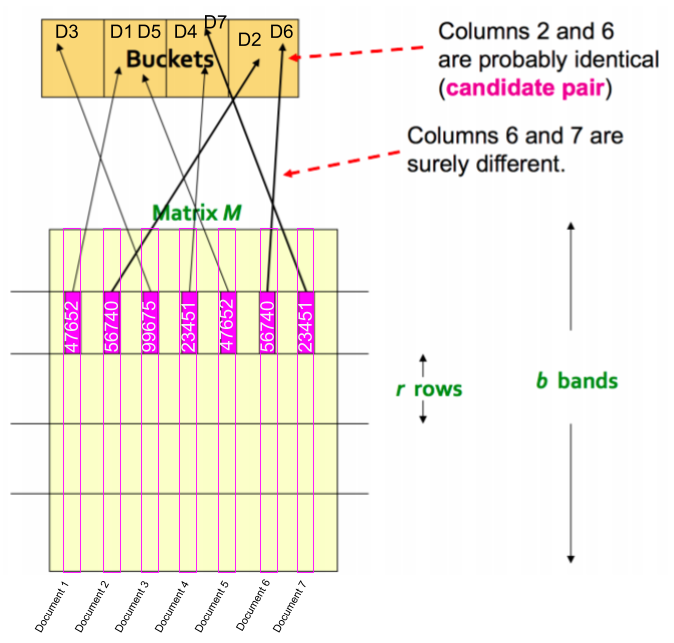 D3
D1 D5
D4
D7
D2
D6
Buckets
Columns 2 and 6
are probably identical
(candidate pair)
Columns 6 and 7 are
surely different.
Matrix M
47652
56740
99675
23451
47652
56740
23451
r rows
b bands
Document 1
Document 2
Document 3
Document 4
Document 5
Document 6
Document 7